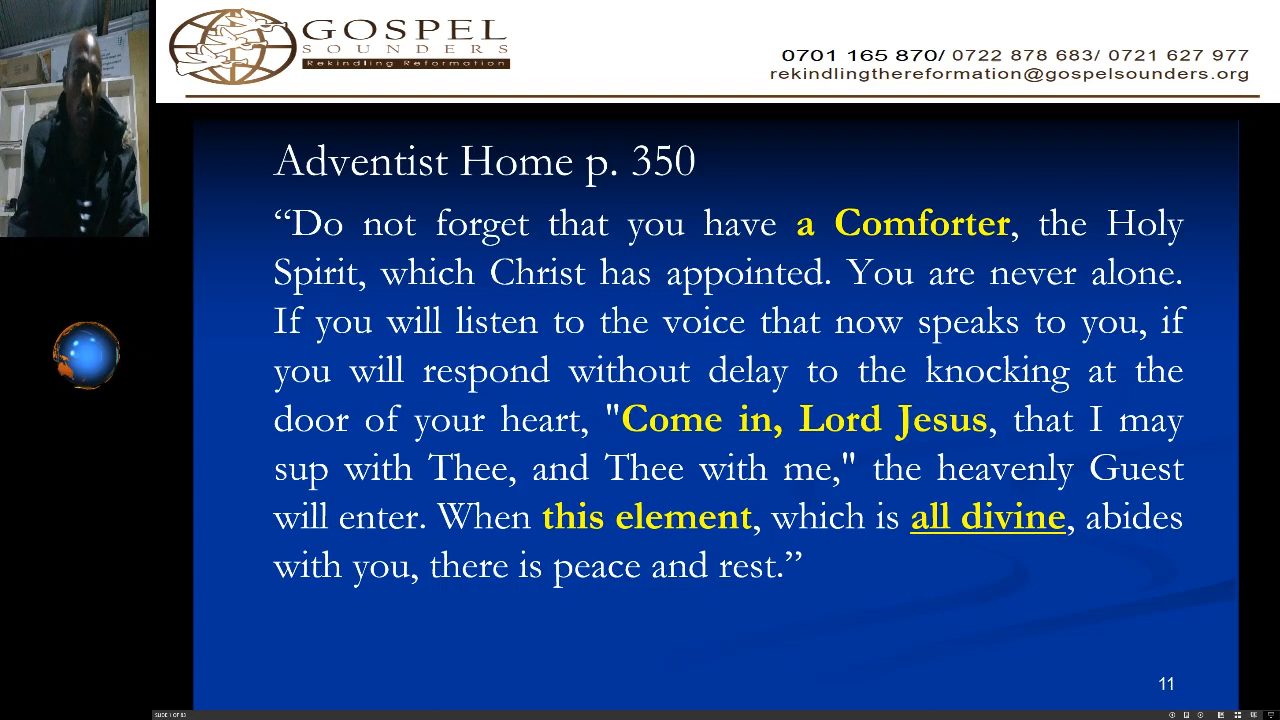 GOSPEL
SOUNDERS
Rekindling Reformation
0701 165 870/ 0722 878 683/ 0721 627 977
rekindlingthereformation@gospelsounders.org
Adventist Home p. 350
“Do not forget that you have a Comforter, the Holy
Spirit, which Christ has appointed. You are never alone.
If you will listen to the voice that now speaks to you, if
you will respond without delay to the knocking at the
door of your heart, "Come in, Lord Jesus, that I may
sup with Thee, and Thee with me," the heavenly Guest
will enter. When this element, which is all divine, abides
with you, there is peace and rest.”
11